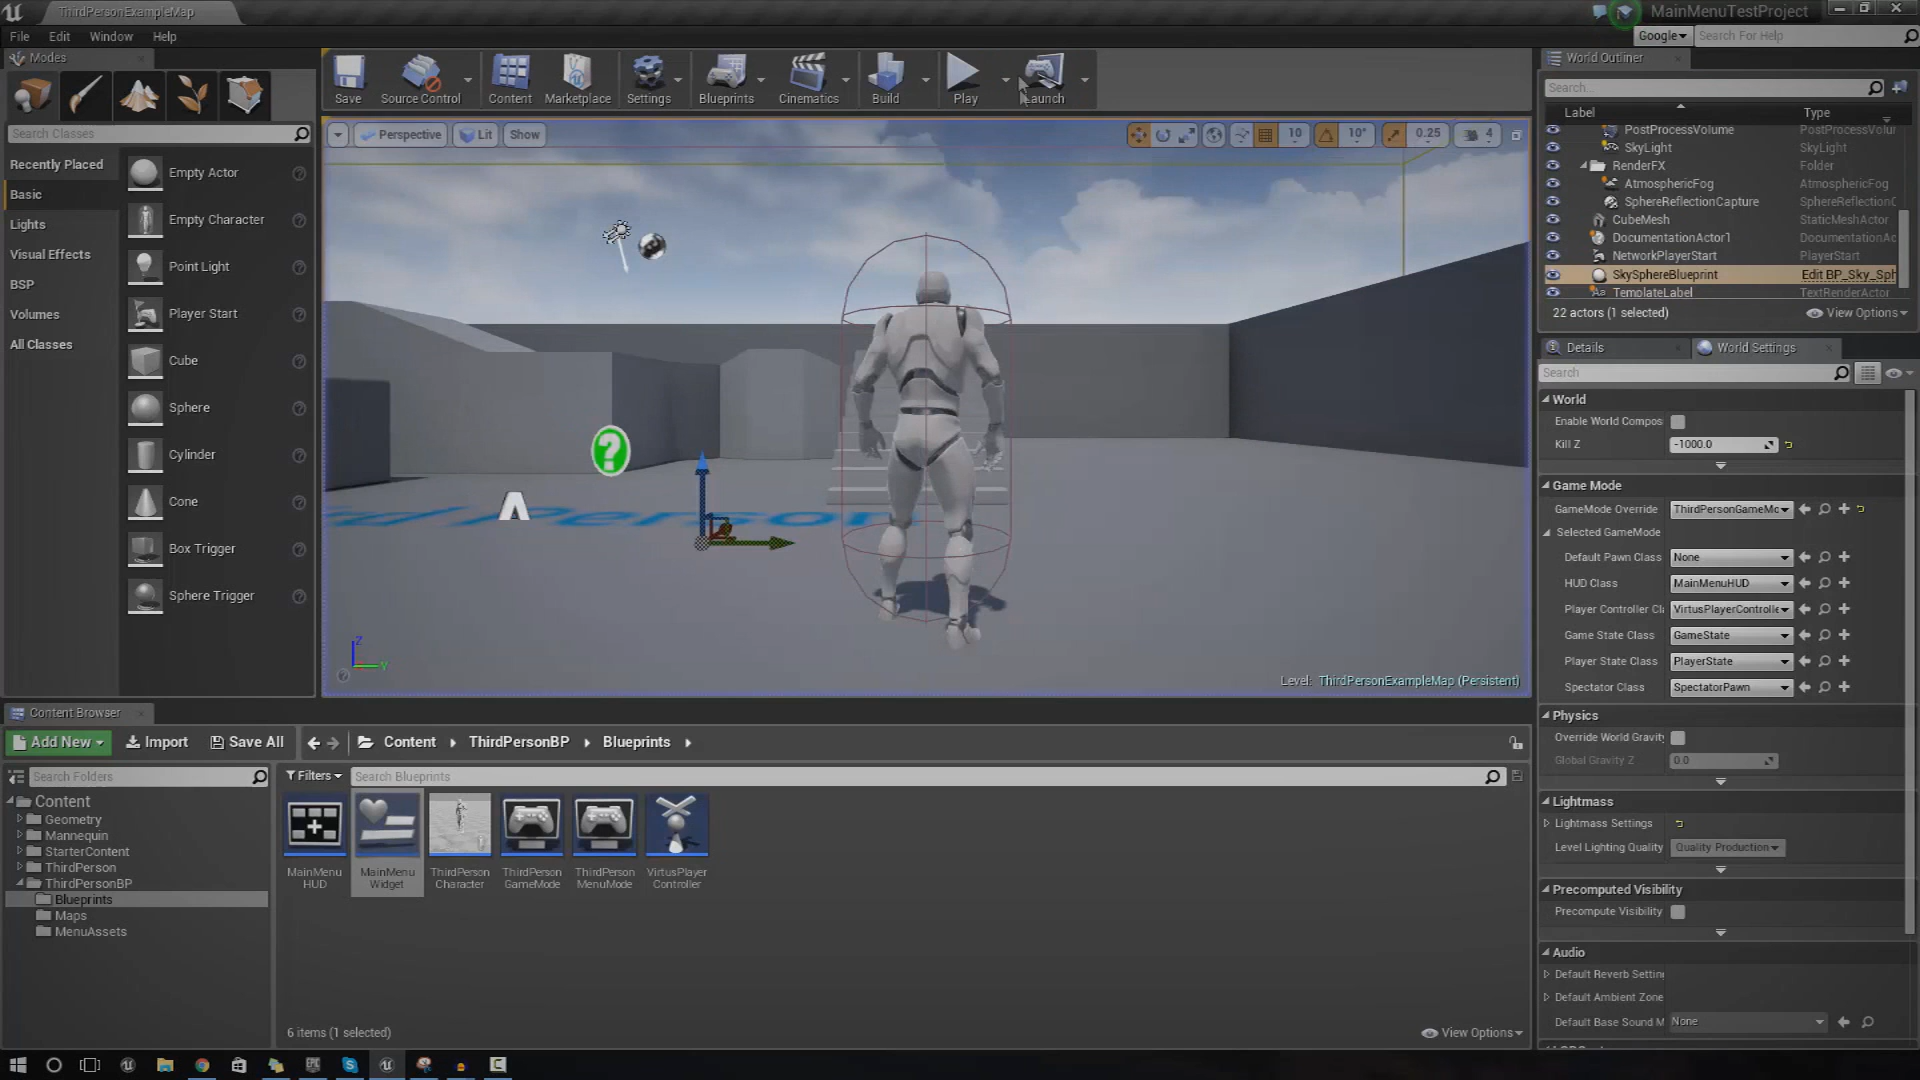 ThirdPersonExampleMap
MainMenuTestProject
File Edit Window Help
Google Search For Help
Modes
Search Classes
Recently Placed
Basic
Lights
Visual Effects
BSP
Volumes
All Classes
Empty Actor
Empty Character
Point Light
Player Start
Cube
Sphere
Cylinder
Cone
Box Trigger
Sphere Trigger
Save Source Control Content Marketplace Settings Blueprints Cinematics Build Play Launch
Perspective Lit Show
10 10° 0.25 4
Level: ThirdPersonExampleMap (Persistent)
World Outliner
Search...
Label Type
PostProcessVolume PostProcessVolu
SkyLight SkyLight
RenderFX Folder
AtmosphericFog AtmosphericFog
SphereReflectionCapture SphereReflectionC
CubeMesh StaticMeshActor
DocumentationActor1 DocumentationAc
NetworkPlayerStart PlayerStart
SkySphereBlueprint Edit BP_Sky_Sph
TemplateLabel TextRenderActor
22 actors (1 selected) View Options
Details World Settings
Search
World
Enable World Compos
Kill Z -1000.0
Game Mode
GameMode Override ThirdPersonGameMo
Selected GameMode
Default Pawn Class None
HUD Class MainMenuHUD
Player Controller Cl VirtusPlayerControlle
Game State Class GameState
Player State Class PlayerState
Spectator Class SpectatorPawn
Physics
Override World Gravity
Global Gravity Z 0.0
Lightmass
Lightmass Settings
Level Lighting Quality Quality Production
Precomputed Visibility
Precompute Visibility
Audio
Default Reverb Settin
Default Ambient Zone
Default Base Sound M None
Content Browser
Add New Import Save All Content ThirdPersonBP Blueprints
Search Folders
Content
Geometry
Mannequin
StarterContent
ThirdPerson
ThirdPersonBP
Blueprints
Maps
MenuAssets
Filters Search Blueprints
MainMenu HUD
MainMenu Widget
ThirdPerson Character
ThirdPerson GameMode
ThirdPerson MenuMode
VirtusPlayer Controller
6 items (1 selected) View Options